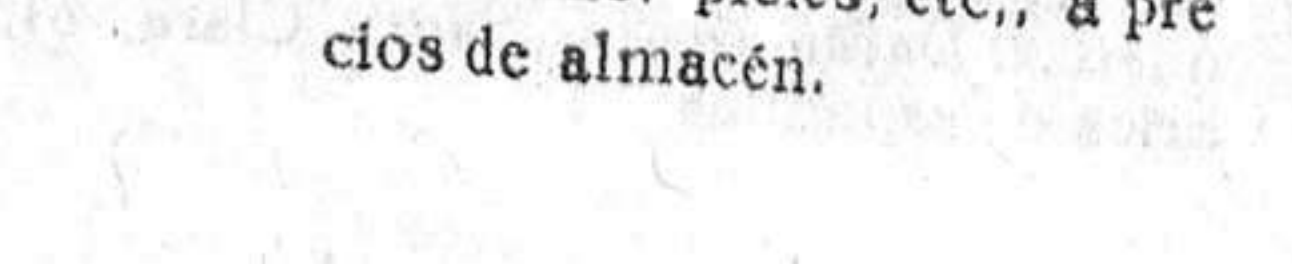 pieles, etc,, a pre
cios de almacén.